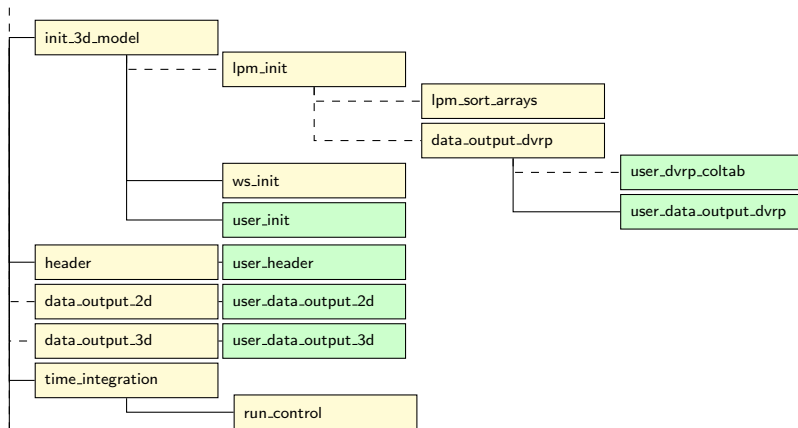 init_3d_model
lpm_init
lpm_sort_arrays
data_output_dvrp
user_dvrp_coltab
ws_init
user_data_output_dvrp
user_init
header
user_header
data_output_2d
user_data_output_2d
data_output_3d
user_data_output_3d
time_integration
run_control